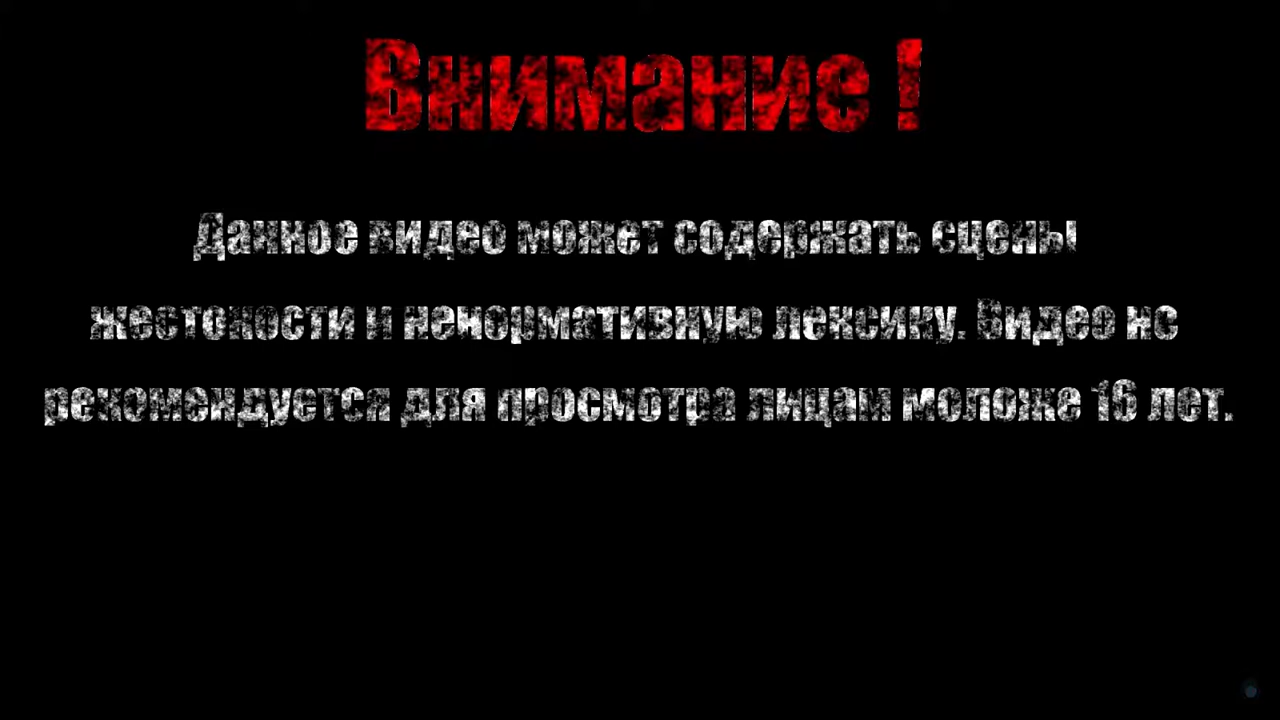 Внимание !
Данное видео может содержать сцены
жестокости и ненормативную лексику. Видео не
рекомендуется для просмотра лицам моложе 16 лет.